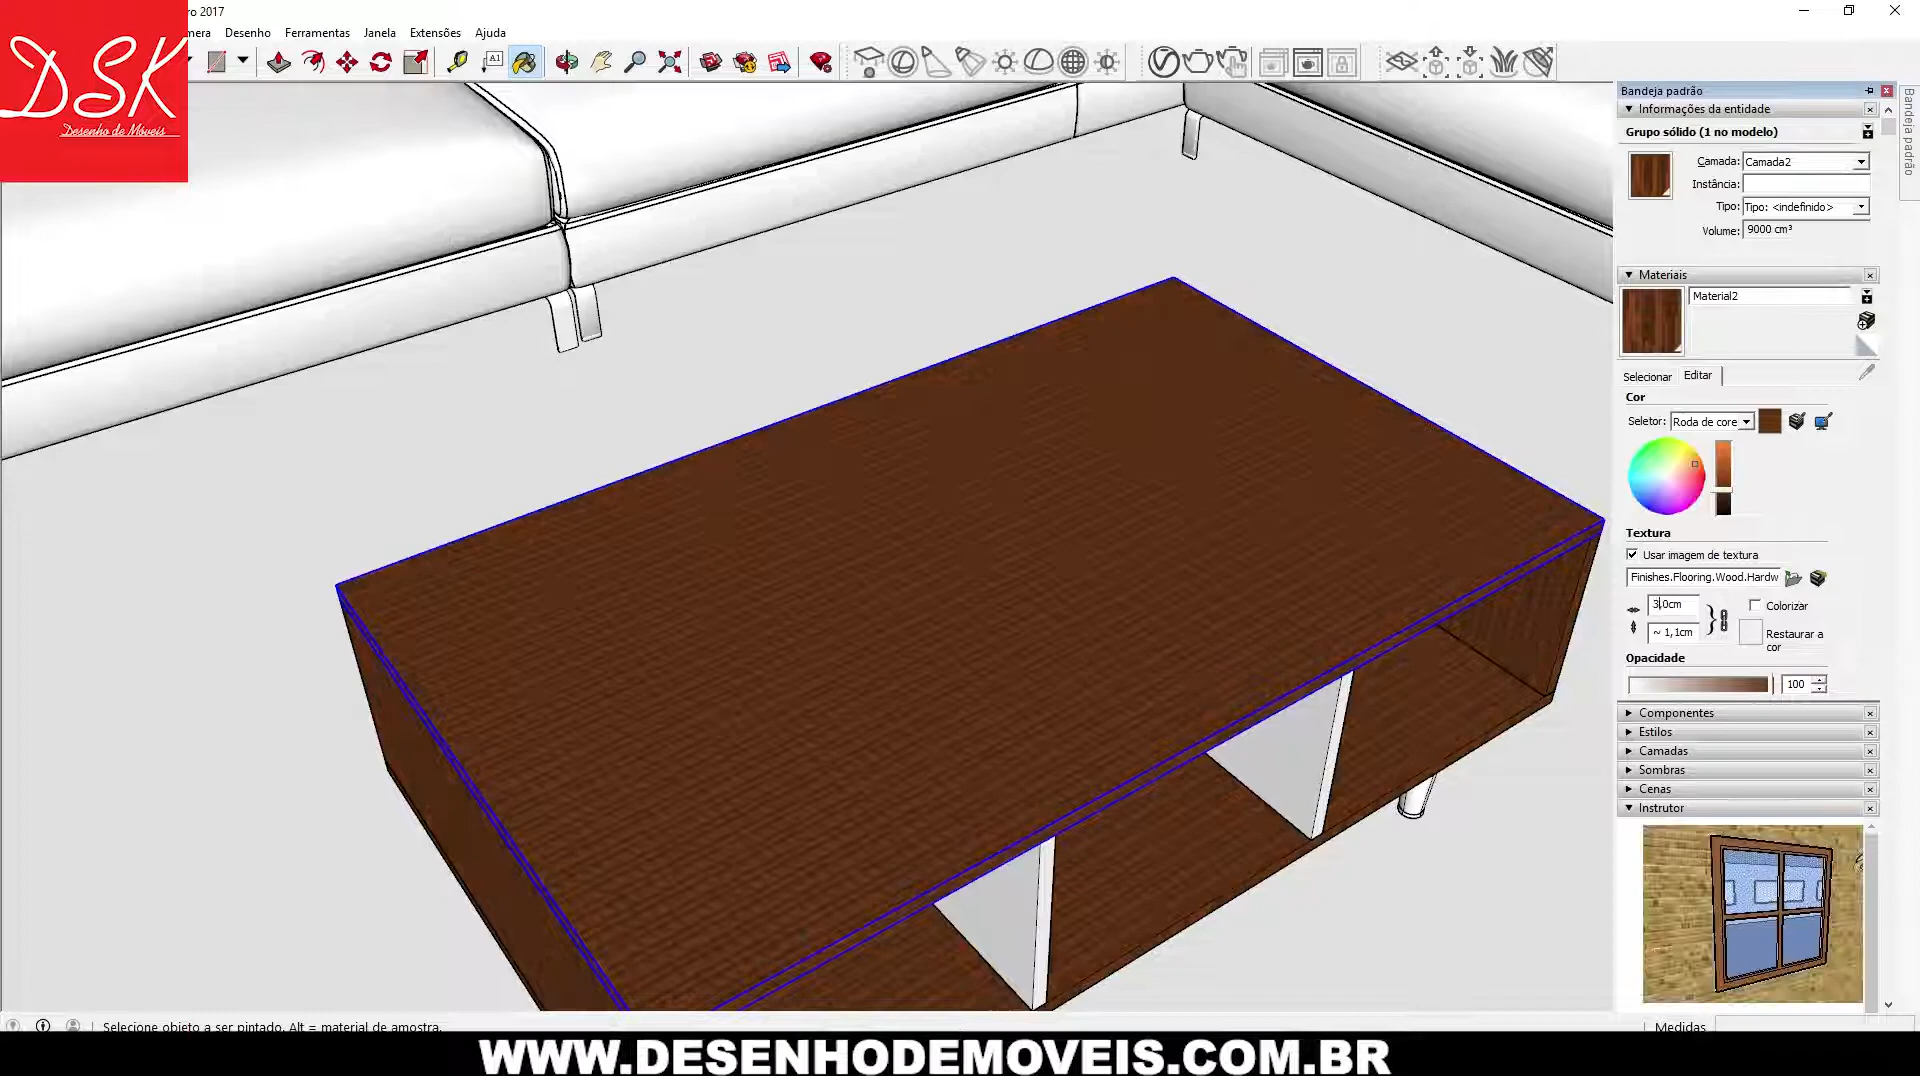 ro 2017
DSK
Desenho de Móveis
mera Desenho Ferramentas Janela Extensões Ajuda
A1
Bandeja padrão
Bandeja padrão
Informações da entidade
Grupo sólido (1 no modelo)
Camada: Camada2
Instância:
Tipo: Tipo: <indefinido>
Volume: 9000 cm³
Materiais
Material2
Selecionar Editar
Cor
Seletor: Roda de core
Textura
Usar imagem de textura
Finishes.Flooring.Wood.Hardw
3,0cm Colorizar
~ 1,1cm Restaurar a
cor
Opacidade
100
Componentes
Estilos
Camadas
Sombras
Cenas
Instrutor
Selecione objeto a ser pintado. Alt = material de amostra.
Medidas
WWW.DESENHODEMOVEIS.COM.BR